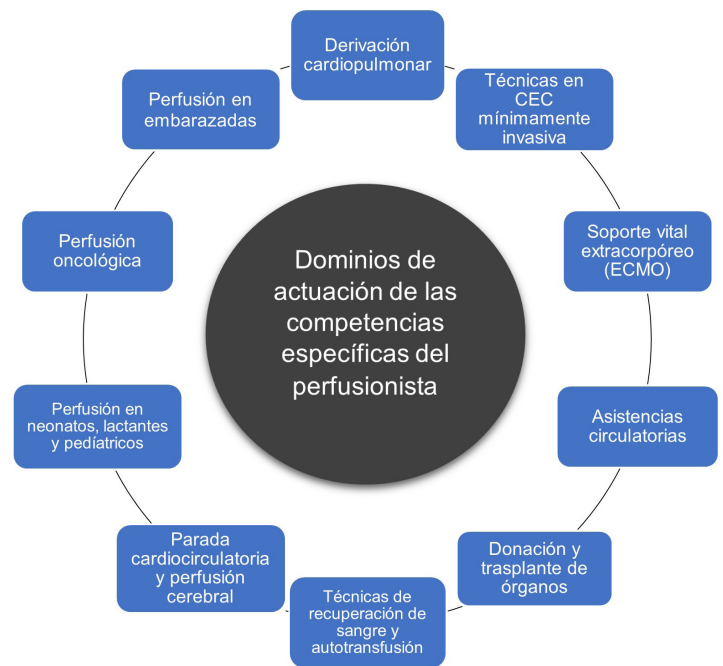 Derivación
cardiopulmonar
Técnicas en
CEC
mínimamente
invasiva
Soporte vital
extracorpóreo
(ECMO)
Asistencias
circulatorias
Donación y
trasplante de
órganos
Técnicas de
recuperación de
sangre y
autotransfusión
Parada
cardiocirculatoria
y perfusión
cerebral
Perfusión en
neonatos, lactantes
y pedíatricos
Perfusión
oncológica
Perfusión en
embarazadas
Dominios de
actuación de las
competencias
específicas del
perfusionista